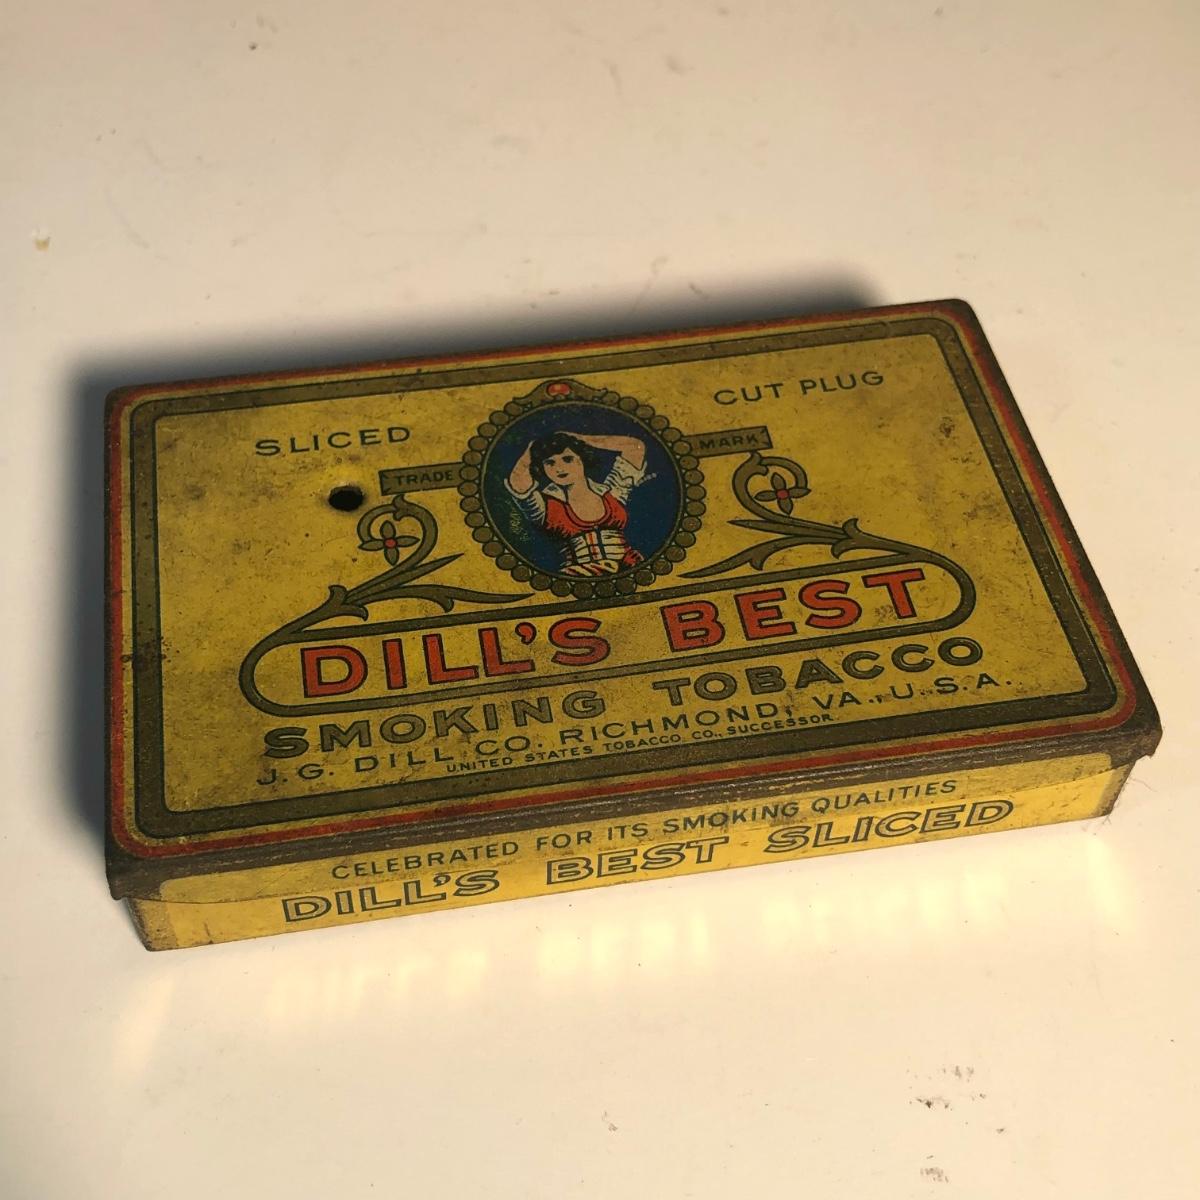 SLICED CUT PLUG
TRADE MARK
DILL'S BEST
SMOKING TOBACCO
J.G. DILL CO. RICHMOND, VA., U.S.A.
UNITED STATES TOBACCO CO., SUCCESSOR.
CELEBRATED FOR ITS SMOKING QUALITIES
DILL'S BEST SLICED